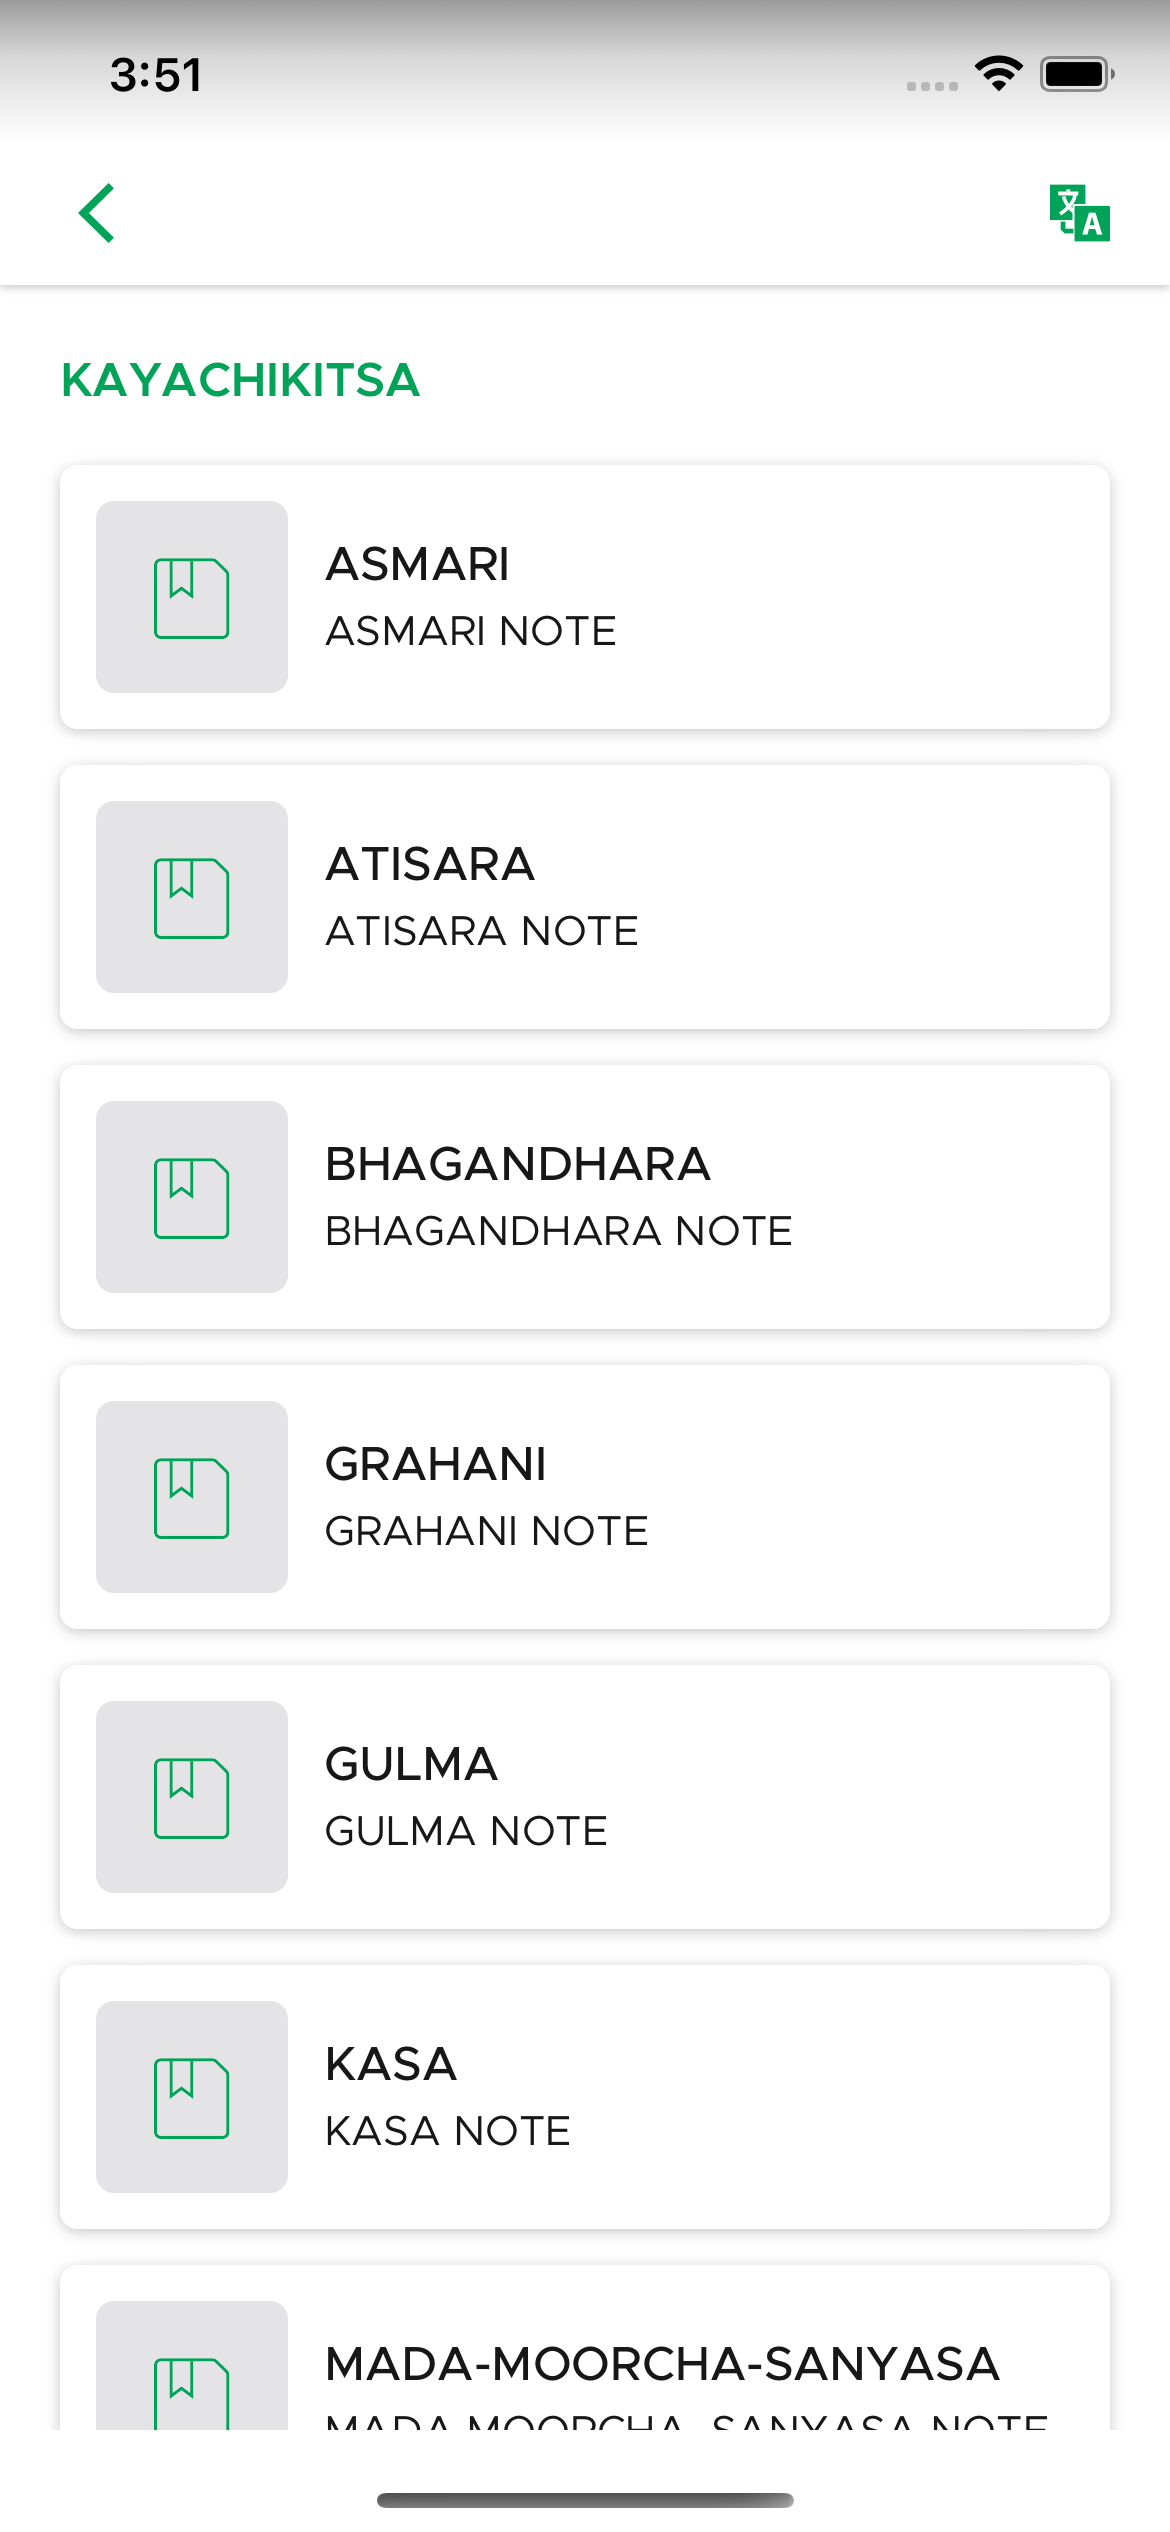 3:51
文
A
KAYACHIKITSA
ASMARI
ASMARI NOTE
ATISARA
ATISARA NOTE
BHAGANDHARA
BHAGANDHARA NOTE
GRAHANI
GRAHANI NOTE
GULMA
GULMA NOTE
KASA
KASA NOTE
MADA-MOORCHA-SANYASA